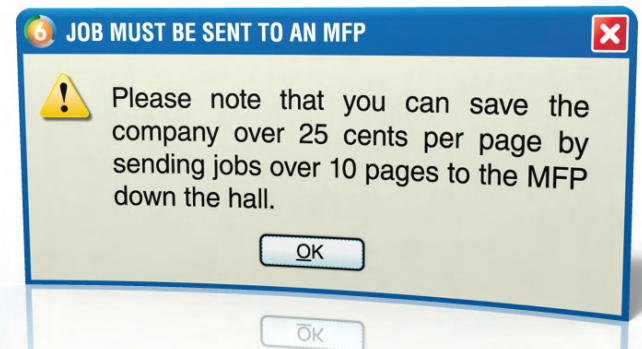 6 JOB MUST BE SENT TO AN MFP
Please note that you can save the
company over 25 cents per page by
sending jobs over 10 pages to the MFP
down the hall.
OK